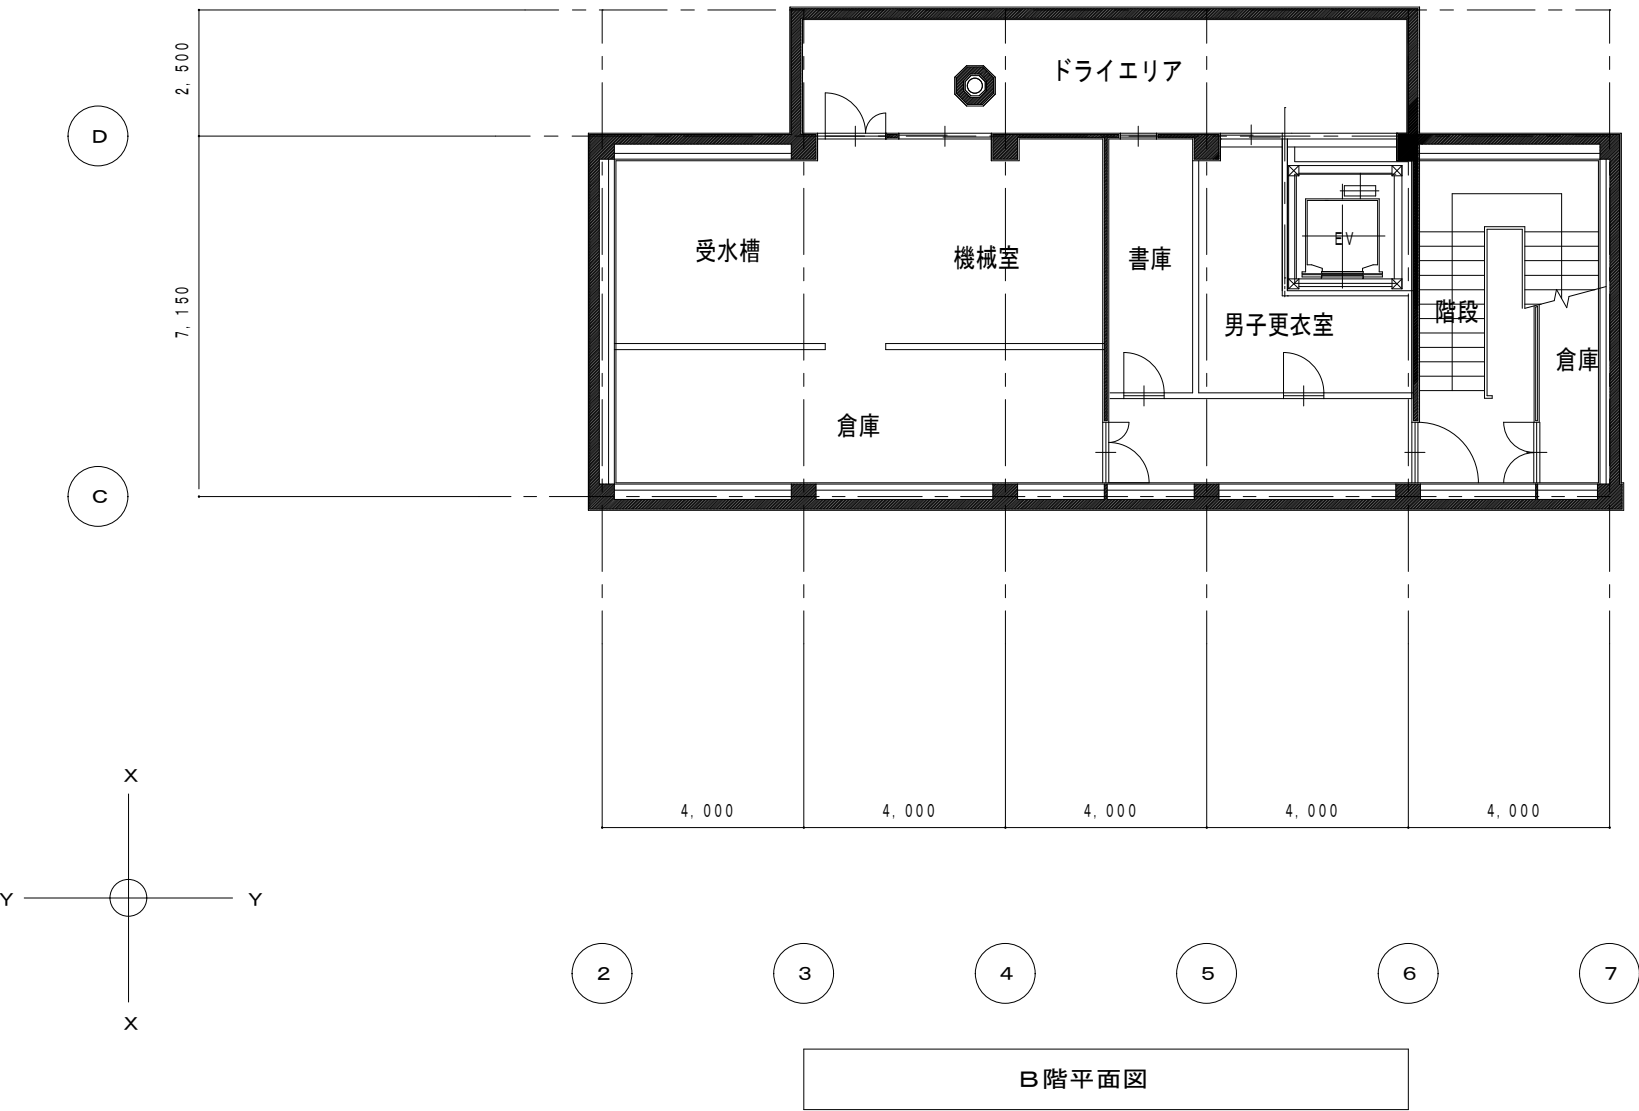 ドライエリア
2,500
D
受水槽
機械室
書庫
EV
7,150
階段
男子更衣室
倉庫
倉庫
C
X
4,000
4,000
4,000
4,000
4,000
Y
Y
2
3
4
5
6
7
X
B階平面図